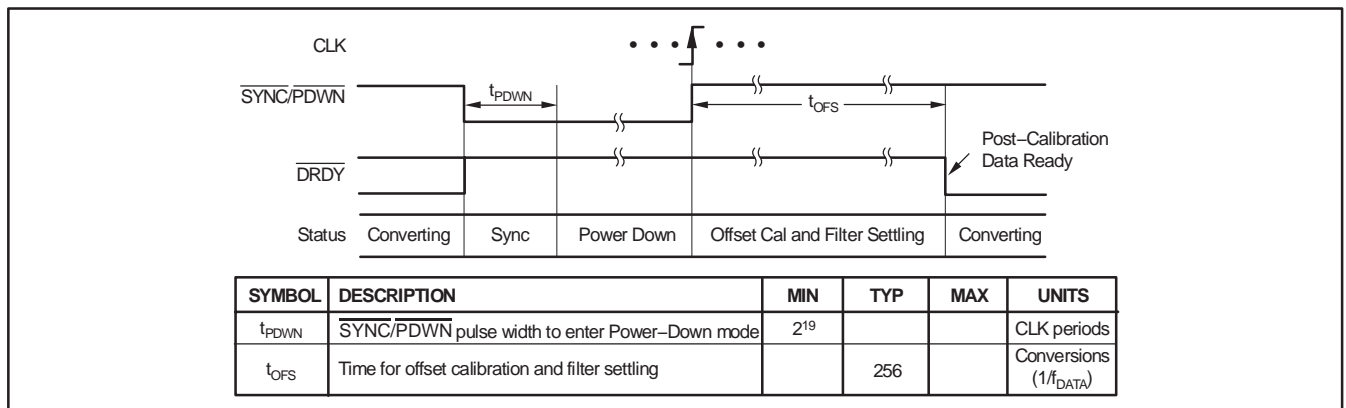 CLK
SYNC/PDWN
tPDWN
tOFS
DRDY
Post–Calibration
Data Ready
Status Converting Sync Power Down Offset Cal and Filter Settling Converting
SYMBOL DESCRIPTION MIN TYP MAX UNITS
tPDWN SYNC/PDWN pulse width to enter Power–Down mode 2¹⁹ CLK periods
tOFS Time for offset calibration and filter settling 256 Conversions
(1/fDATA)